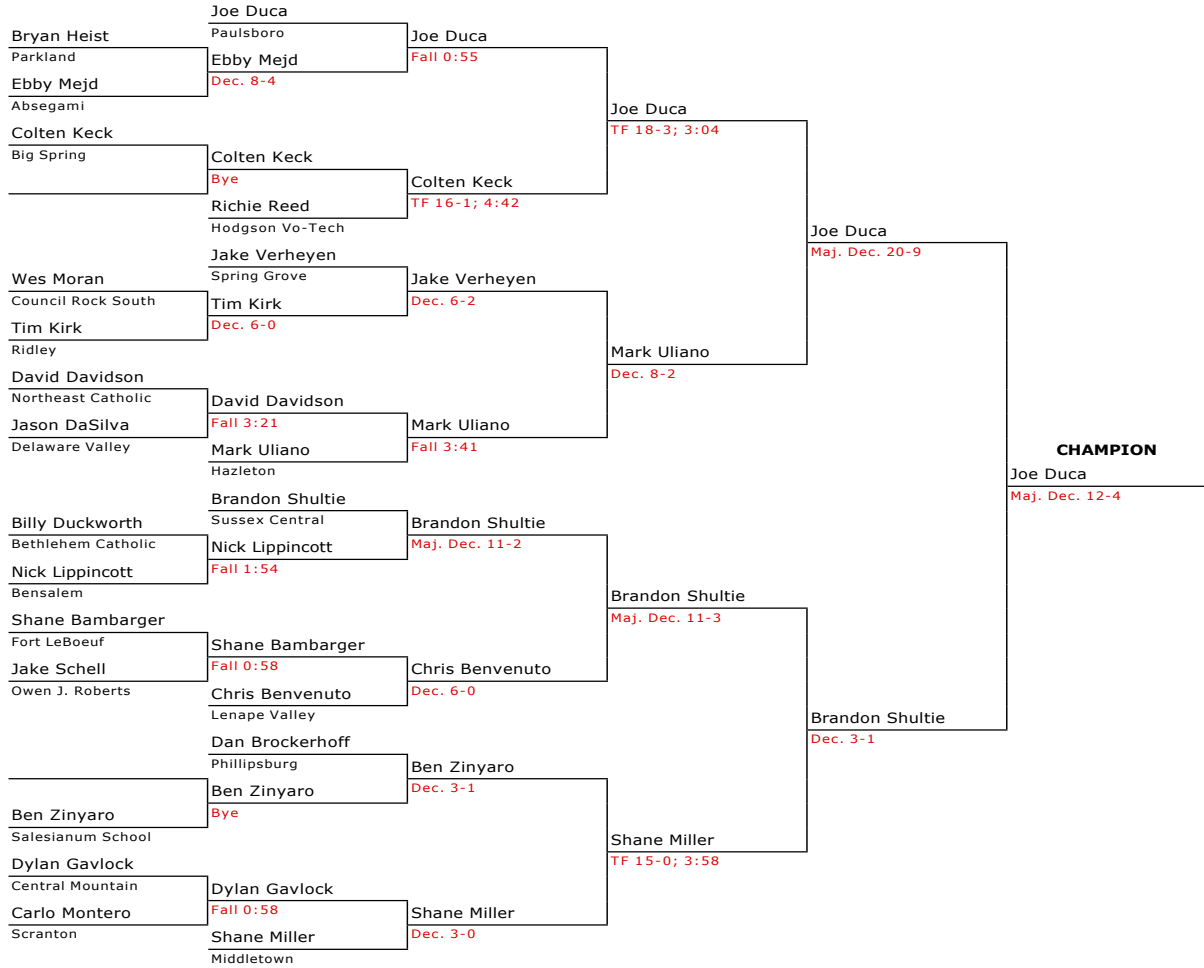 Joe Duca
Paulsboro
Bryan Heist
Parkland
Ebby Mejd
Absegami
Ebby Mejd
Dec. 8-4
Joe Duca
Fall 0:55
Colten Keck
Big Spring
Colten Keck
Bye
Richie Reed
Hodgson Vo-Tech
Colten Keck
TF 16-1; 4:42
Joe Duca
TF 18-3; 3:04
Jake Verheyen
Spring Grove
Wes Moran
Council Rock South
Tim Kirk
Ridley
Tim Kirk
Dec. 6-0
Jake Verheyen
Dec. 6-2
David Davidson
Northeast Catholic
Jason DaSilva
Delaware Valley
David Davidson
Fall 3:21
Mark Uliano
Hazleton
Mark Uliano
Fall 3:41
Mark Uliano
Dec. 8-2
Joe Duca
Maj. Dec. 20-9
Brandon Shultie
Sussex Central
Billy Duckworth
Bethlehem Catholic
Nick Lippincott
Bensalem
Nick Lippincott
Fall 1:54
Brandon Shultie
Maj. Dec. 11-2
Shane Bambarger
Fort LeBoeuf
Jake Schell
Owen J. Roberts
Shane Bambarger
Fall 0:58
Chris Benvenuto
Lenape Valley
Chris Benvenuto
Dec. 6-0
Brandon Shultie
Maj. Dec. 11-3
Dan Brockerhoff
Phillipsburg
Ben Zinyaro
Salesianum School
Ben Zinyaro
Bye
Ben Zinyaro
Dec. 3-1
Dylan Gavlock
Central Mountain
Carlo Montero
Scranton
Dylan Gavlock
Fall 0:58
Shane Miller
Middletown
Shane Miller
Dec. 3-0
Shane Miller
TF 15-0; 3:58
Brandon Shultie
Dec. 3-1
CHAMPION
Joe Duca
Maj. Dec. 12-4